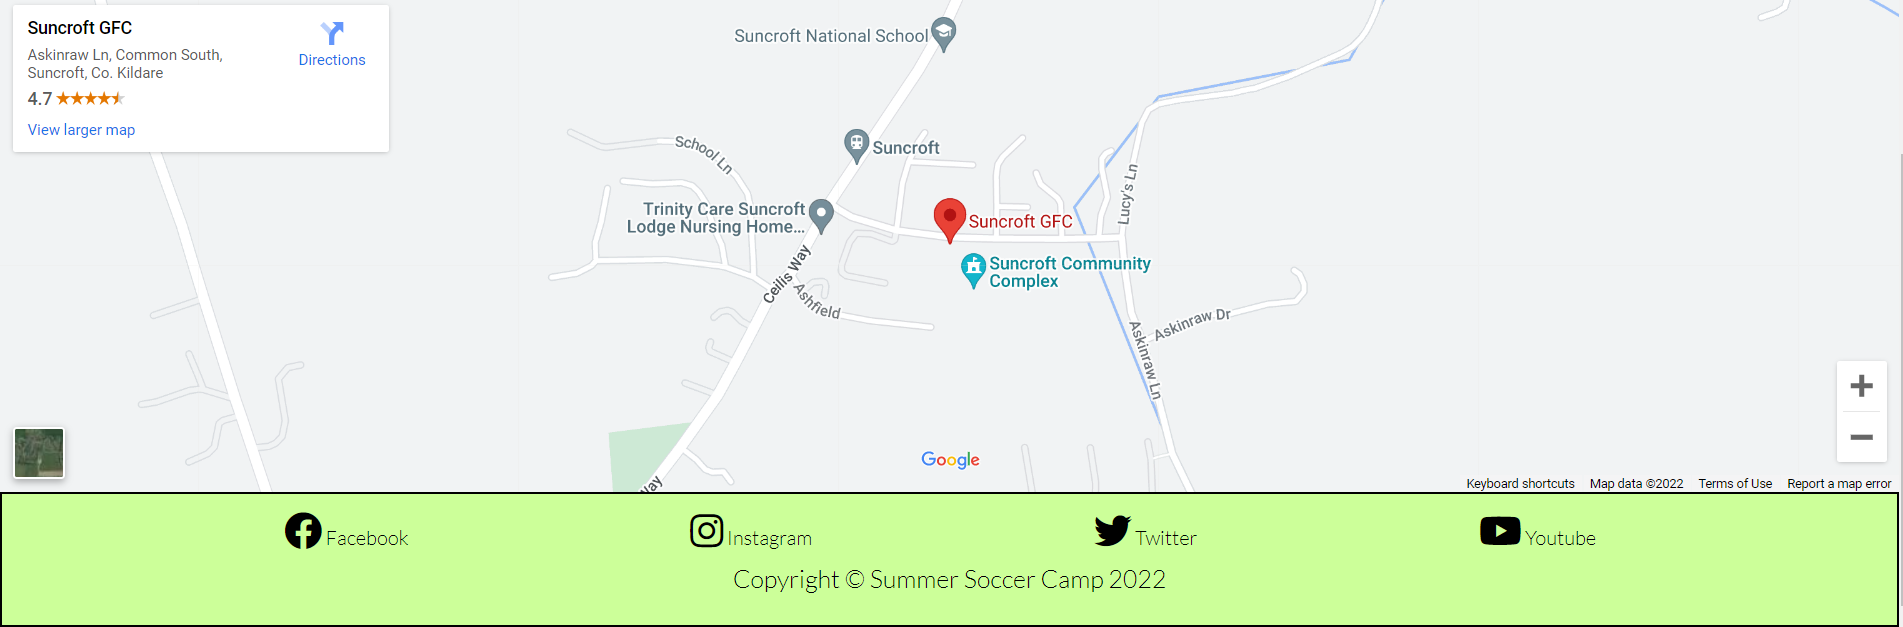 Suncroft GFC
Directions
Askinraw Ln, Common South,
Suncroft, Co. Kildare
4.7
View larger map
Suncroft National School
School Ln
Suncroft
Trinity Care Suncroft
Lodge Nursing Home...
Lucy's Ln
Suncroft GFC
Suncroft Community
Complex
Ceilis Way
Ashfield
Askinraw Dr
Askinraw Ln
Way
Google
Keyboard shortcuts Map data ©2022 Terms of Use Report a map error
Facebook Instagram Twitter Youtube
Copyright © Summer Soccer Camp 2022